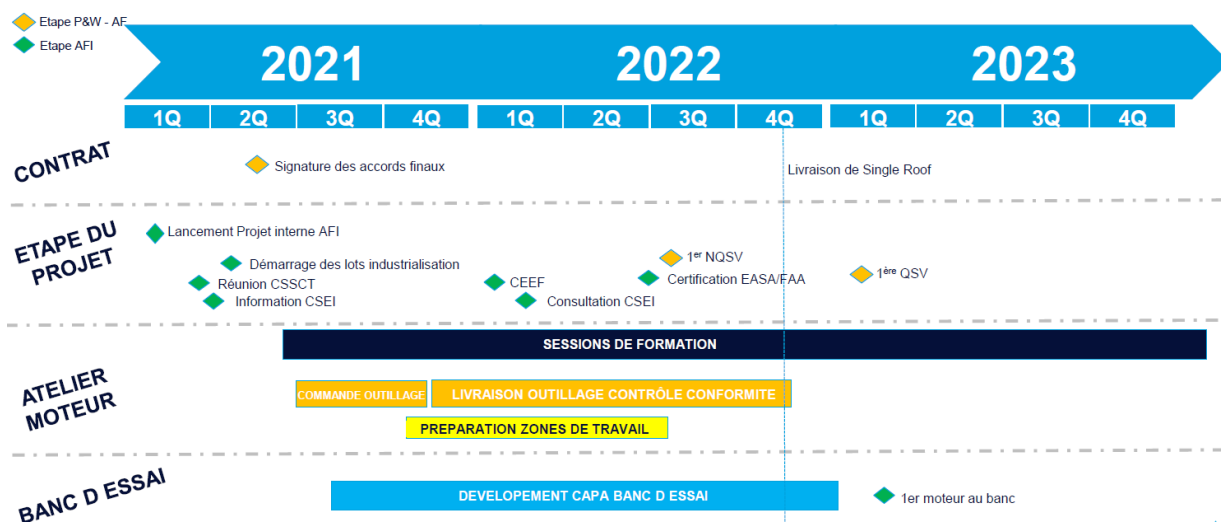 Etape P&W - AF
Etape AFI
2021
2022
2023
1Q 2Q 3Q 4Q 1Q 2Q 3Q 4Q 1Q 2Q 3Q 4Q
CONTRAT
Signature des accords finaux
Livraison de Single Roof
ETAPE DU
PROJET
Lancement Projet interne AFI
Démarrage des lots industrialisation
Réunion CSSCT
Information CSEI
CEEF
Consultation CSEI
1er NQSV
Certification EASA/FAA
1ère QSV
ATELIER
MOTEUR
SESSIONS DE FORMATION
COMMANDE OUTILLAGE
LIVRAISON OUTILLAGE CONTRÔLE CONFORMITE
PREPARATION ZONES DE TRAVAIL
BANC D ESSAI
DEVELOPEMENT CAPA BANC D ESSAI
1er moteur au banc